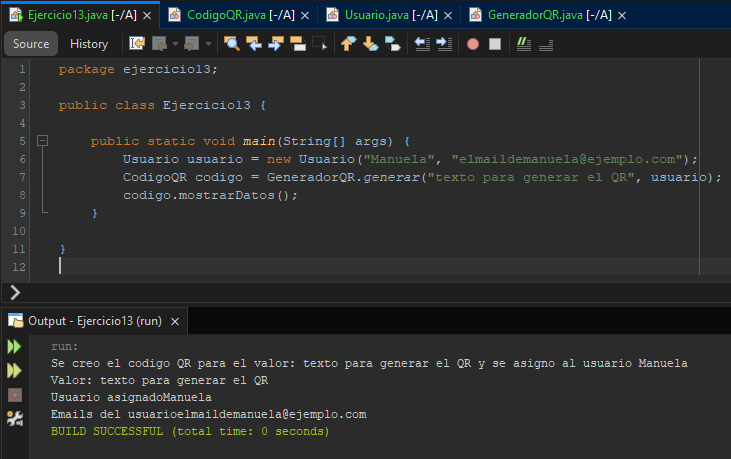 Ejercicio13.java [-/A] CodigoQR.java [-/A] Usuario.java [-/A] GeneradorQR.java [-/A]
Source History
1 package ejercicio13;
2
3 public class Ejercicio13 {
4
5 public static void main(String[] args) {
6 Usuario usuario = new Usuario("Manuela", "elmaildemanuela@ejemplo.com");
7 CodigoQR codigo = GeneradorQR.generar("texto para generar el QR", usuario);
8 codigo.mostrarDatos();
9 }
10
11 }
12
Output - Ejercicio13 (run)
run:
Se creo el codigo QR para el valor: texto para generar el QR y se asigno al usuario Manuela
Valor: texto para generar el QR
Usuario asignadoManuela
Emails del usuarioelmaildemanuela@ejemplo.com
BUILD SUCCESSFUL (total time: 0 seconds)